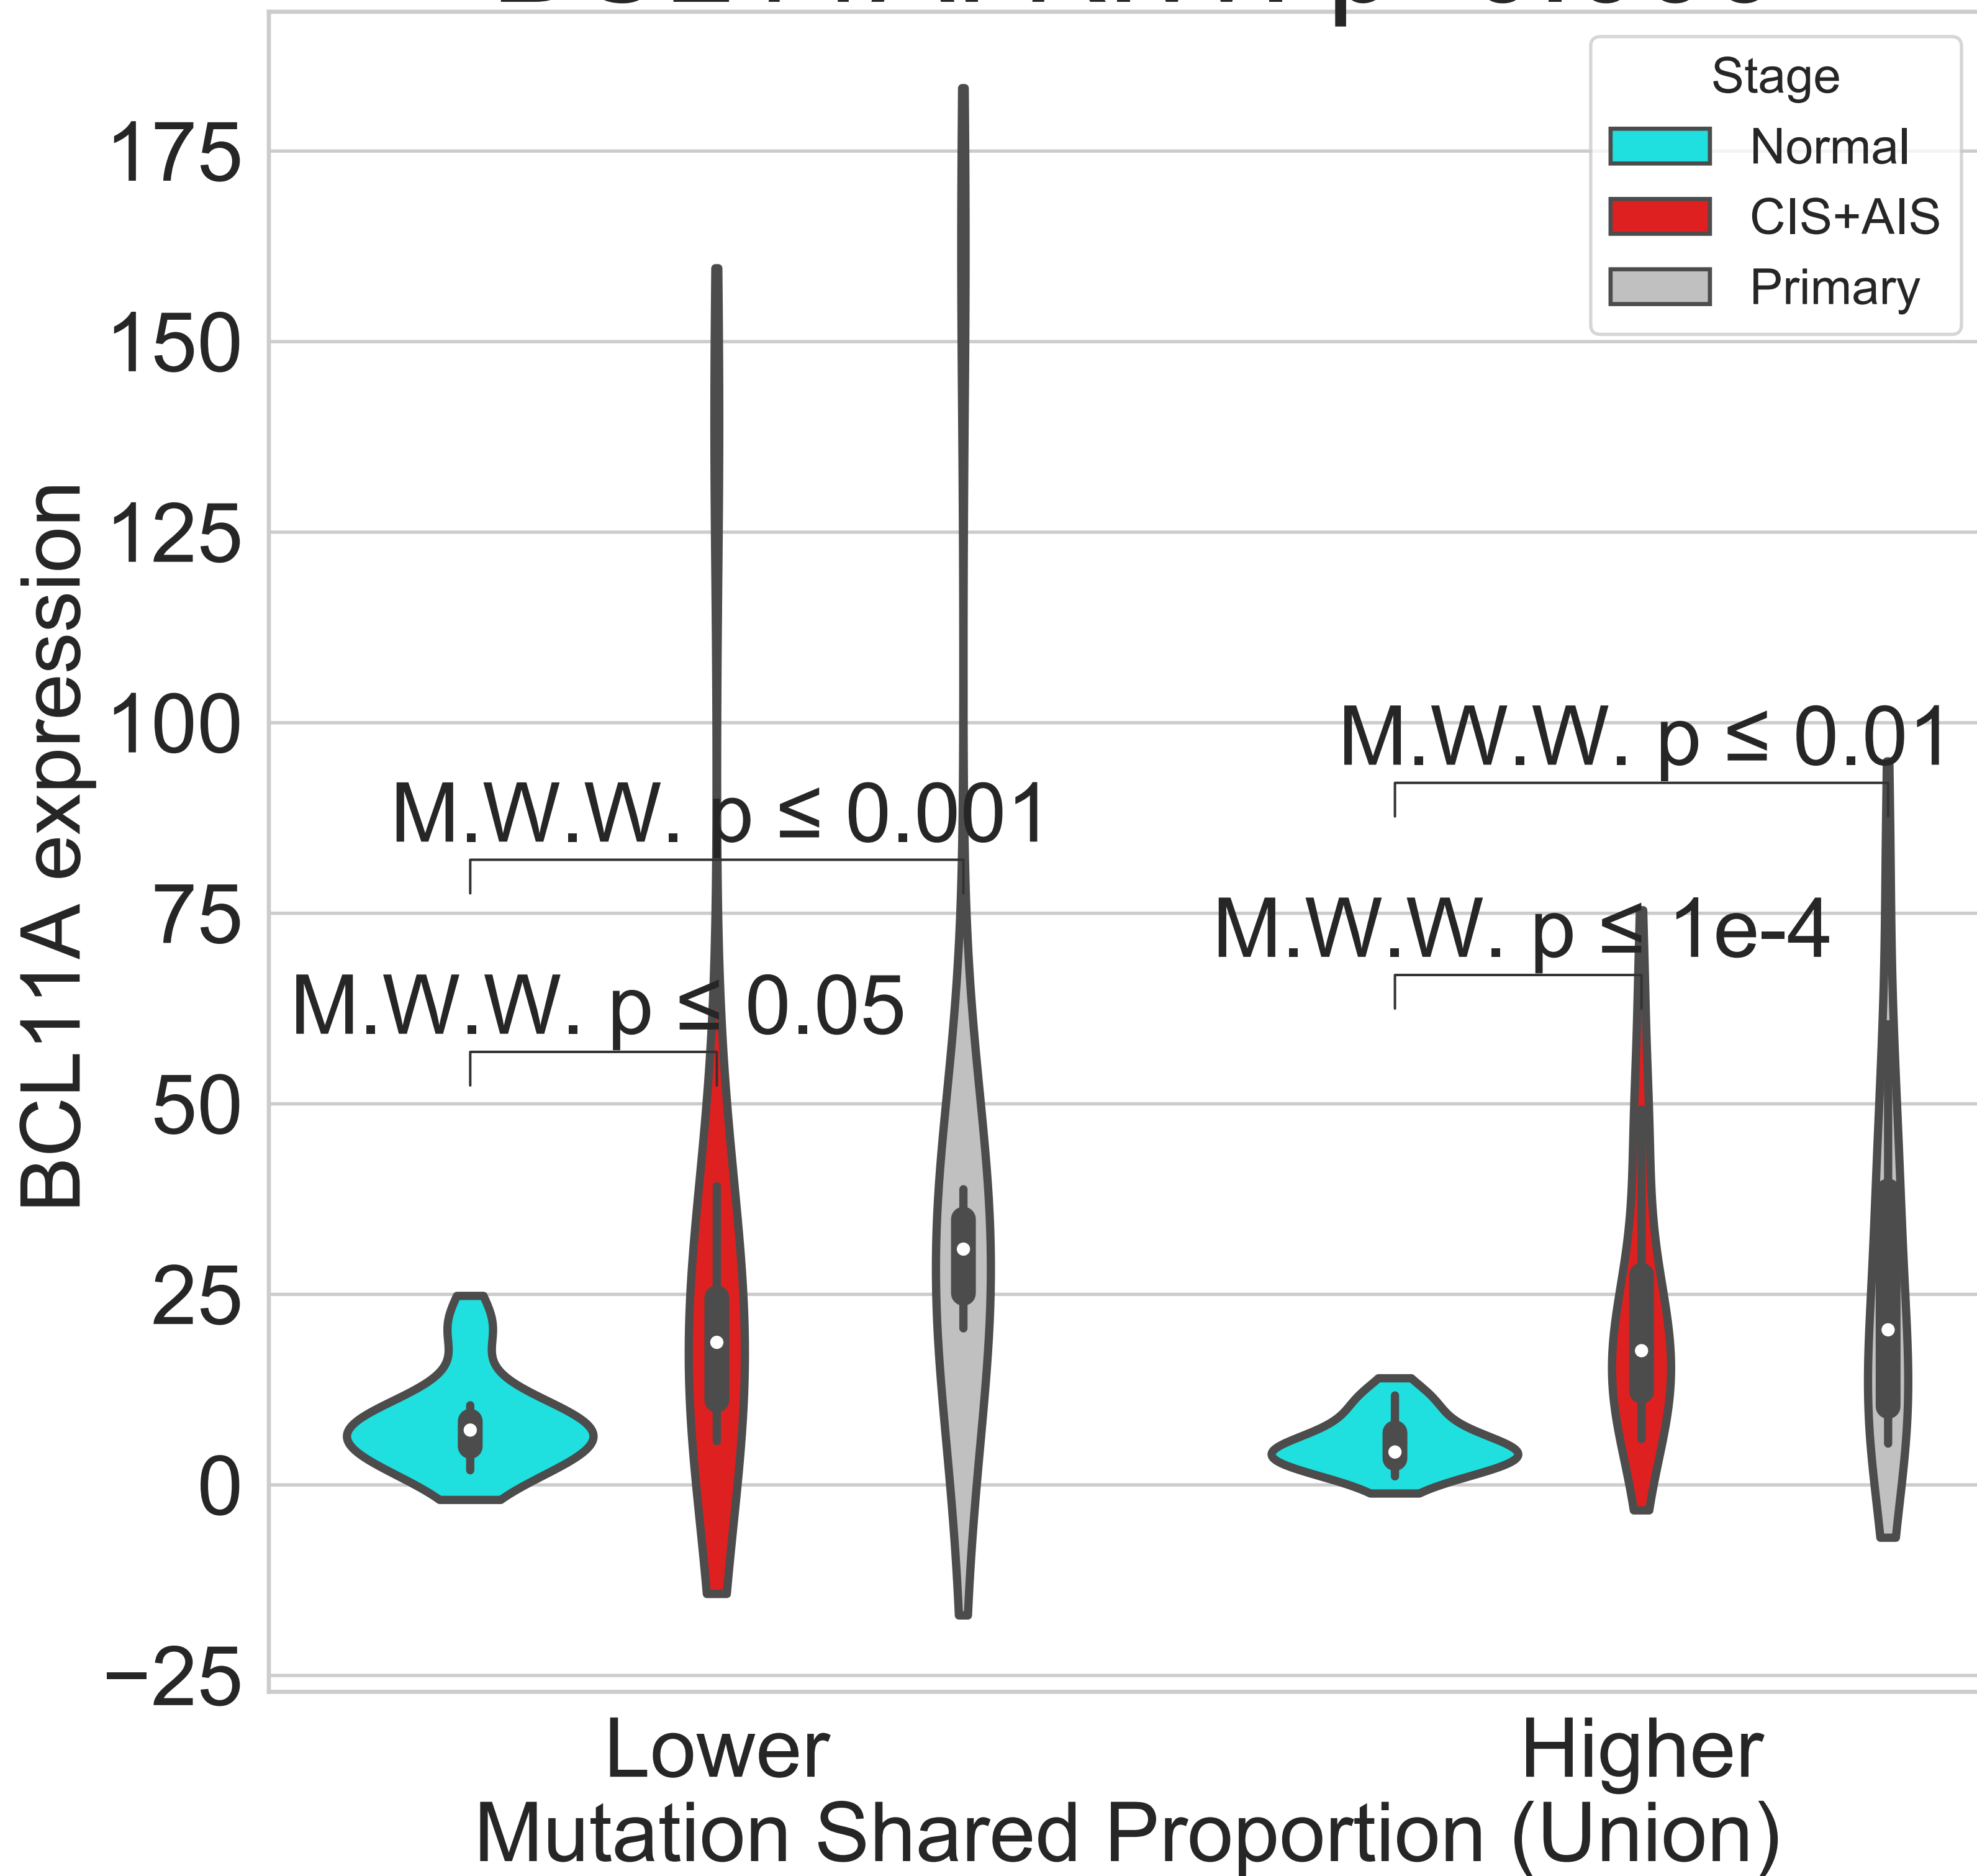 Stage
Normal
CIS+AIS
Primary
175
150
125
100
75
50
25
0
−25
BCL11A expression
M.W.W. p ≤ 0.01
M.W.W. p ≤ 0.001
M.W.W. p ≤ 1e-4
M.W.W. p ≤ 0.05
Lower
Higher
Mutation Shared Proportion (Union)